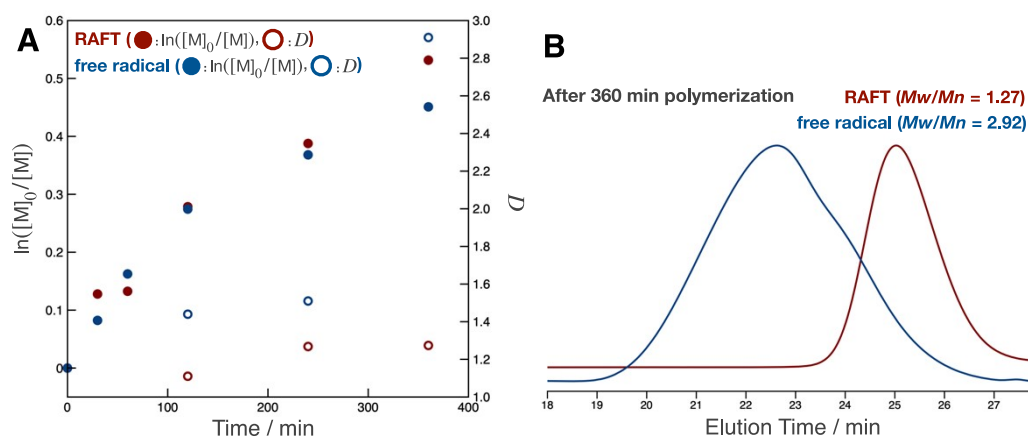 A
RAFT ( : ln([M]0/[M]), : D)
free radical ( : ln([M]0/[M]), : D)
ln([M]0/[M])
0.6
0.5
0.4
0.3
0.2
0.1
0
3.0
2.8
2.6
2.4
2.2
2.0
1.8
1.6
1.4
1.2
1.0
D
0 100 200 300 400
Time / min
B
After 360 min polymerization
RAFT (Mw/Mn = 1.27)
free radical (Mw/Mn = 2.92)
18 19 20 21 22 23 24 25 26 27
Elution Time / min